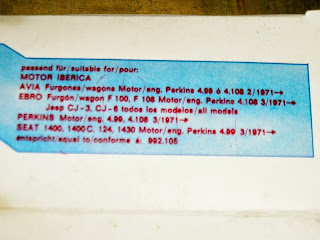 passend für/suitable for/pour:
MOTOR IBERICA
AVIA Furgones/wagons Motor/eng. Perkins 4.99 ó 4.108 2/1971→
EBRO Furgón/wagon F 100, F 108 Motor/eng. Perkins 4.108 3/1971→
Jeep CJ-3, CJ-6 todos los modelos/all models
PERKINS Motor/eng. 4.99, 4.108 3/1971→
SEAT 1400, 1400C, 124, 1430 Motor/eng. Perkins 4.99 3/1971→
entspricht/equal to/conforme á: 992.105